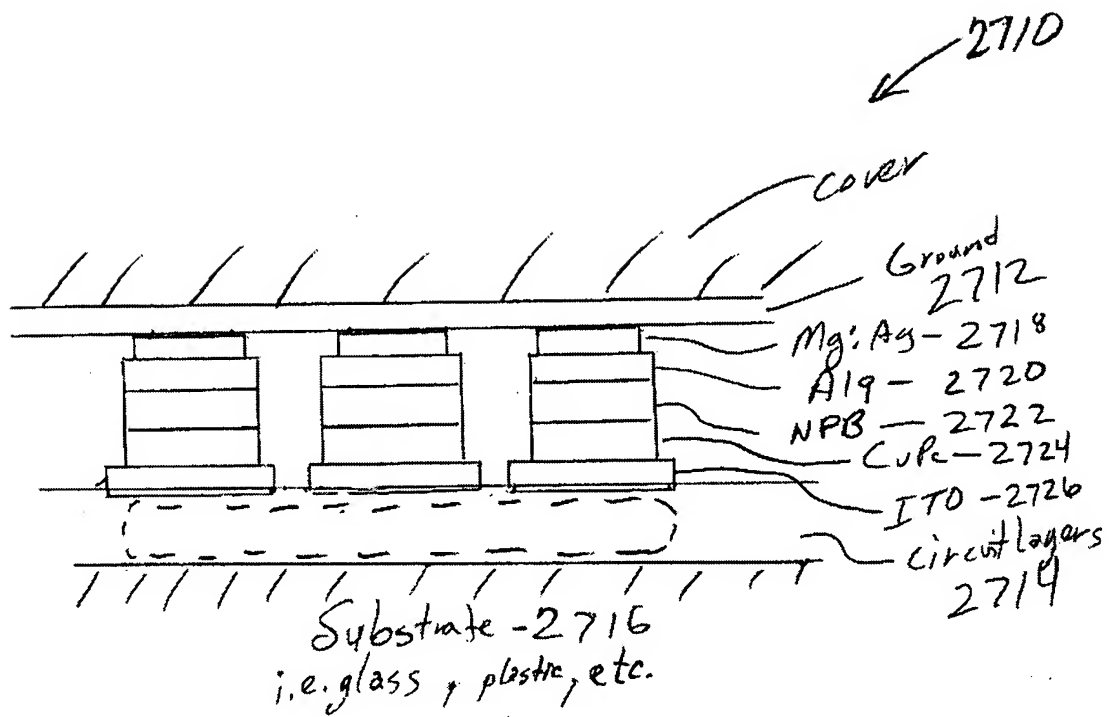 2710
Cover
Ground
2712
Mg:Ag - 2718
Alq - 2720
NPB - 2722
CuPc - 2724
ITO - 2726
circuit layers
2714
Substrate - 2716
i.e. glass, plastic, etc.